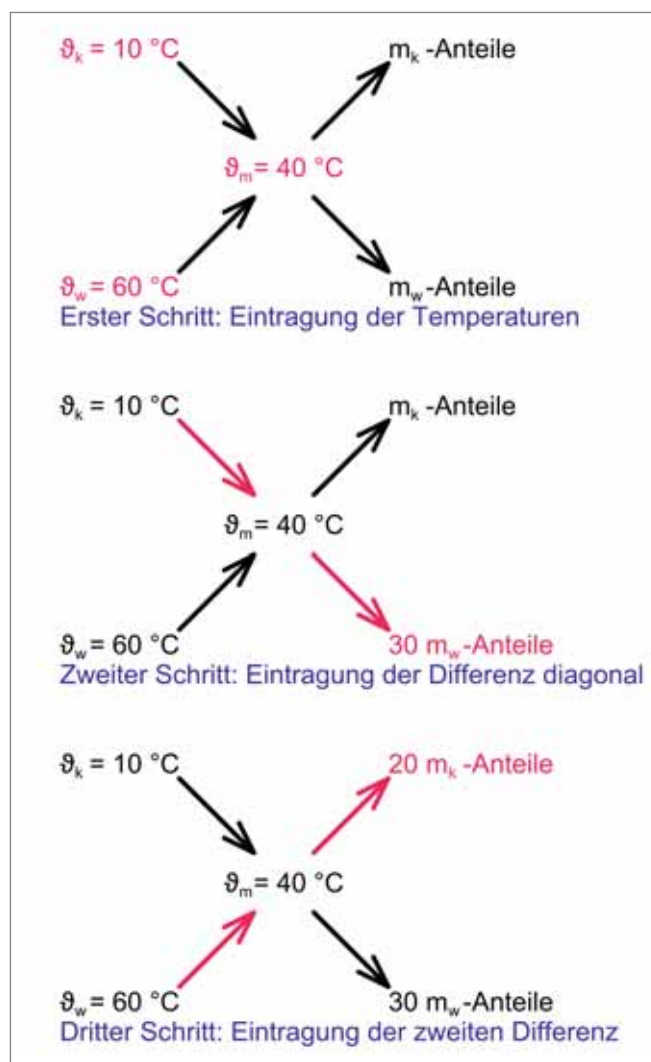 ϑk = 10 °C
mk -Anteile
ϑm = 40 °C
ϑw = 60 °C
mw-Anteile
Erster Schritt: Eintragung der Temperaturen
ϑk = 10 °C
mk -Anteile
ϑm = 40 °C
ϑw = 60 °C
30 mw-Anteile
Zweiter Schritt: Eintragung der Differenz diagonal
ϑk = 10 °C
20 mk -Anteile
ϑm = 40 °C
ϑw = 60 °C
30 mw-Anteile
Dritter Schritt: Eintragung der zweiten Differenz